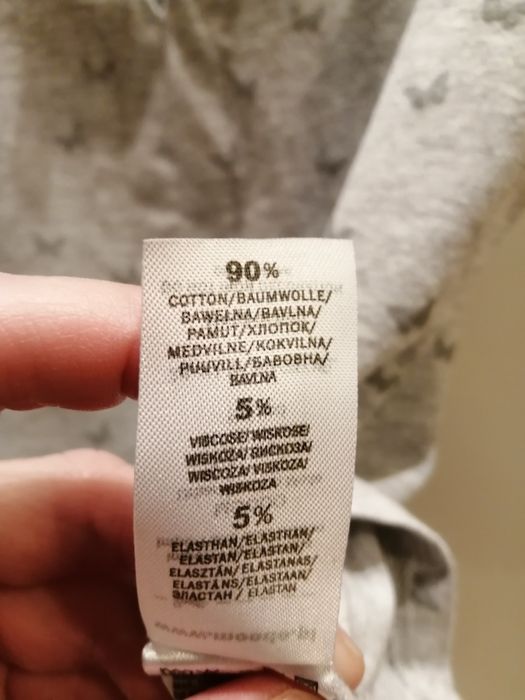 90%
COTTON/BAUMWOLLE/
BAWEŁNA/BAVLNA/
PAMUT/ХЛОПОК/
MEDVILNE/KOKVILNA/
PUUVILL/БАВОВНА/
BAVLNA
5%
VISCOSE/WISKOSE/
WISKOZA/ВИСКОЗА/
WISCOZA/VISKOZA/
WISKOZA
5%
ELASTHAN/ELASTHAN/
ELASTAN/ELASTAN/
ELASZTÁN/ELASTANAS/
ELASTĀNS/ELASTAAN/
ЭЛАСТАН / ELASTAN